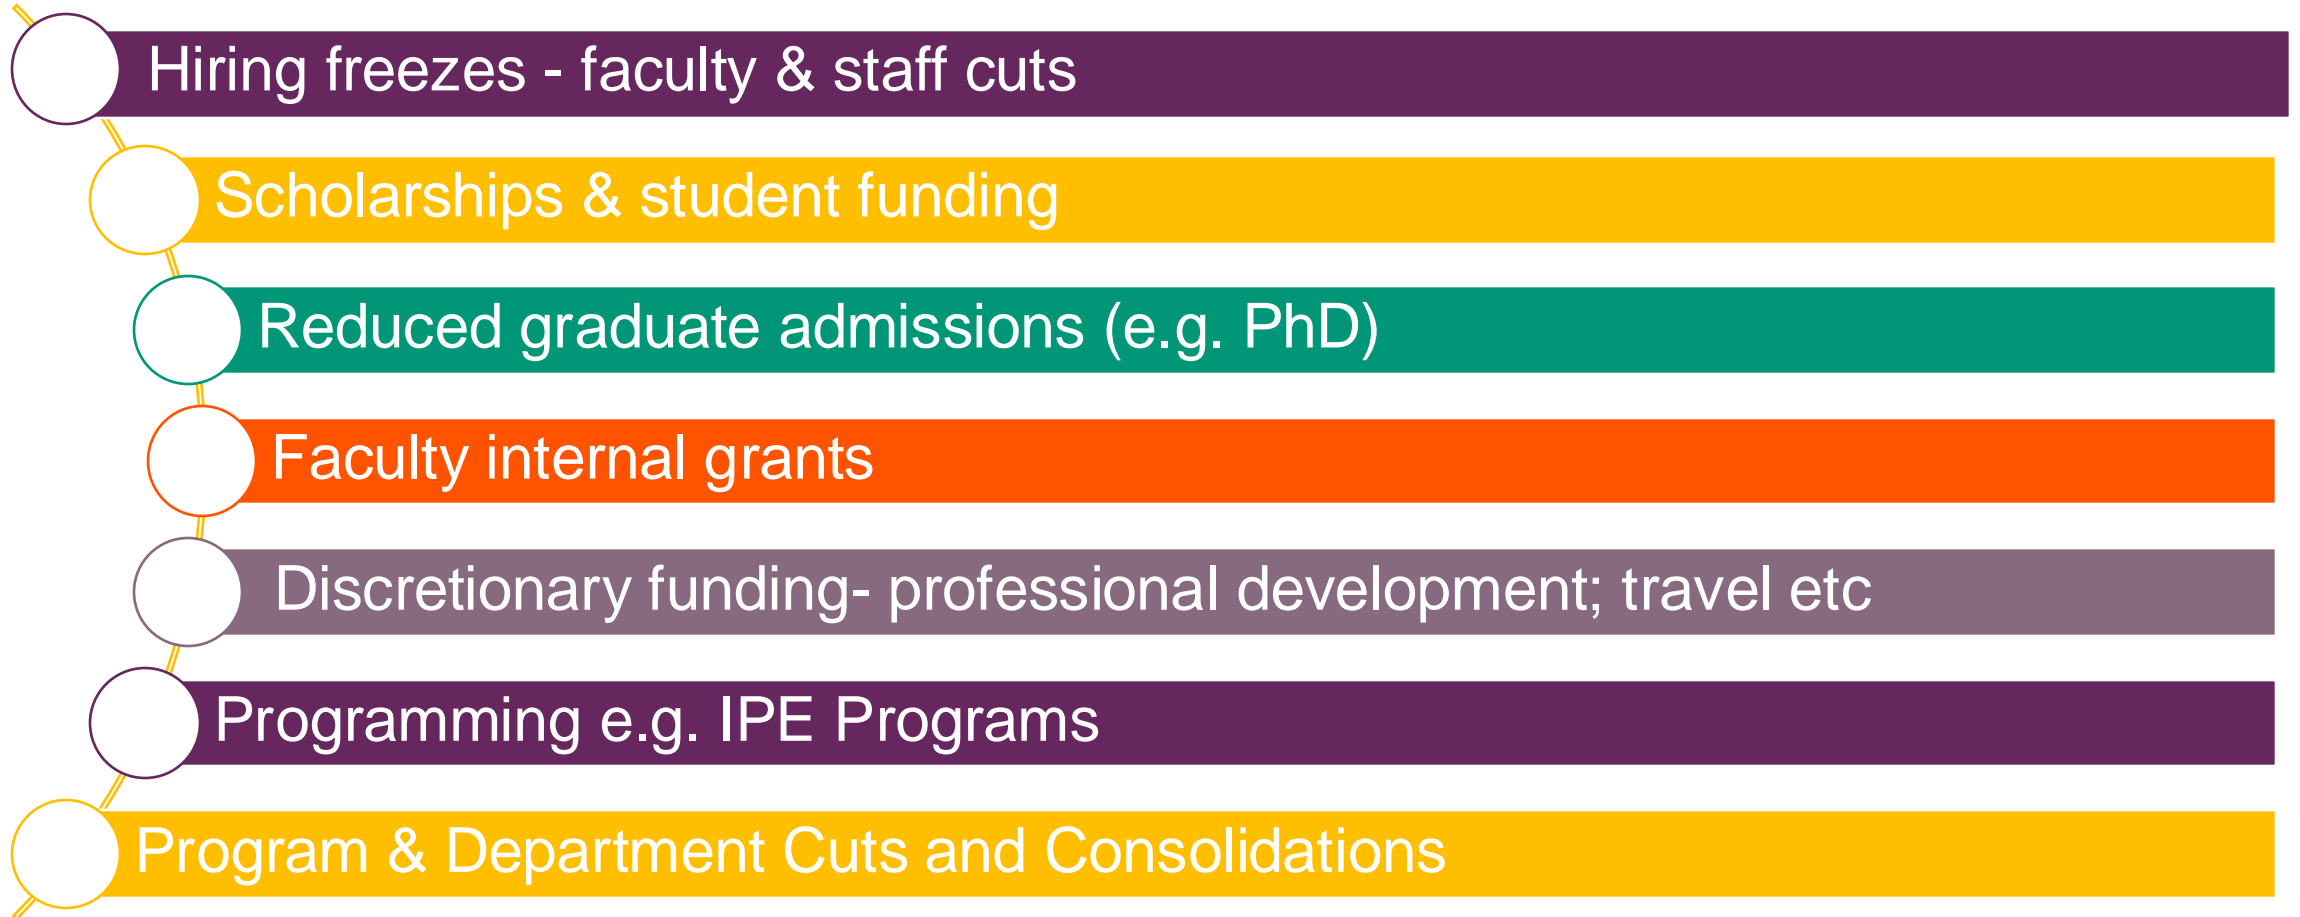 Hiring freezes - faculty & staff cuts
Scholarships & student funding
Reduced graduate admissions (e.g. PhD)
Faculty internal grants
Discretionary funding- professional development; travel etc
Programming e.g. IPE Programs
Program & Department Cuts and Consolidations